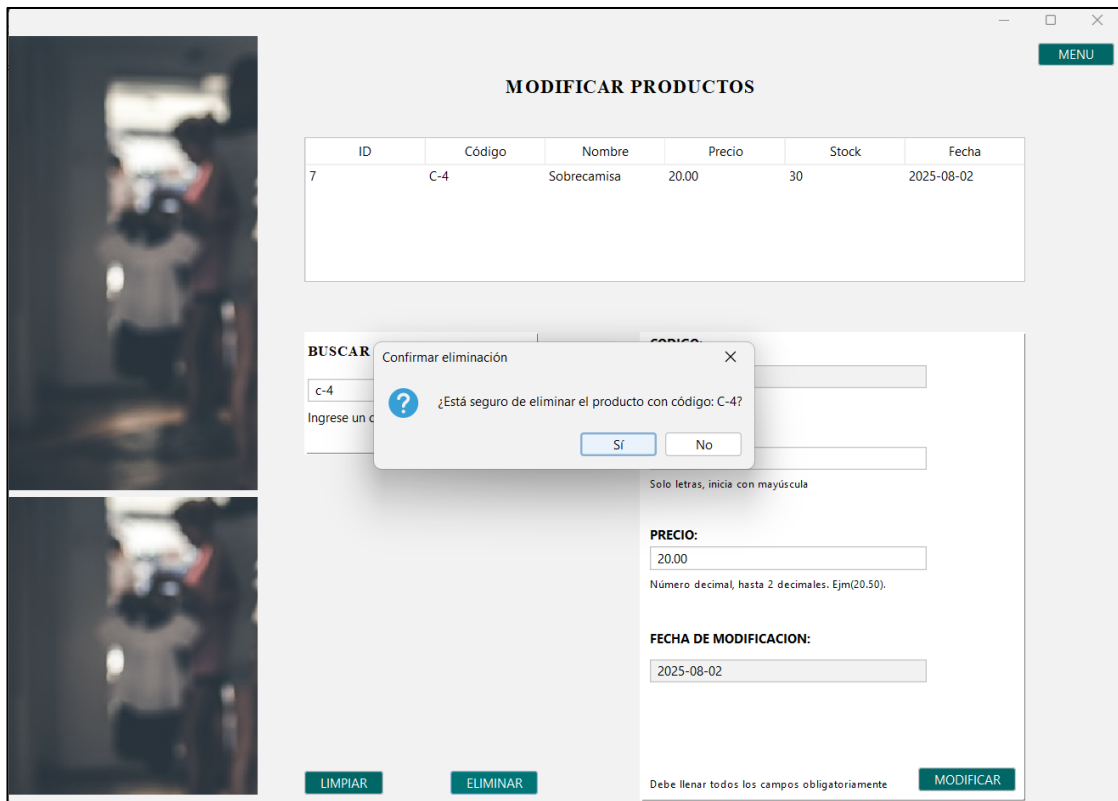 MENU
MODIFICAR PRODUCTOS
ID Código Nombre Precio Stock Fecha
7 C-4 Sobrecamisa 20.00 30 2025-08-02
BUSCAR
c-4
Ingrese un
Confirmar eliminación
¿Está seguro de eliminar el producto con código: C-4?
Sí No
CODIGO:
Solo letras, inicia con mayúscula
PRECIO:
20.00
Número decimal, hasta 2 decimales. Ejm(20.50).
FECHA DE MODIFICACION:
2025-08-02
LIMPIAR ELIMINAR
Debe llenar todos los campos obligatoriamente MODIFICAR